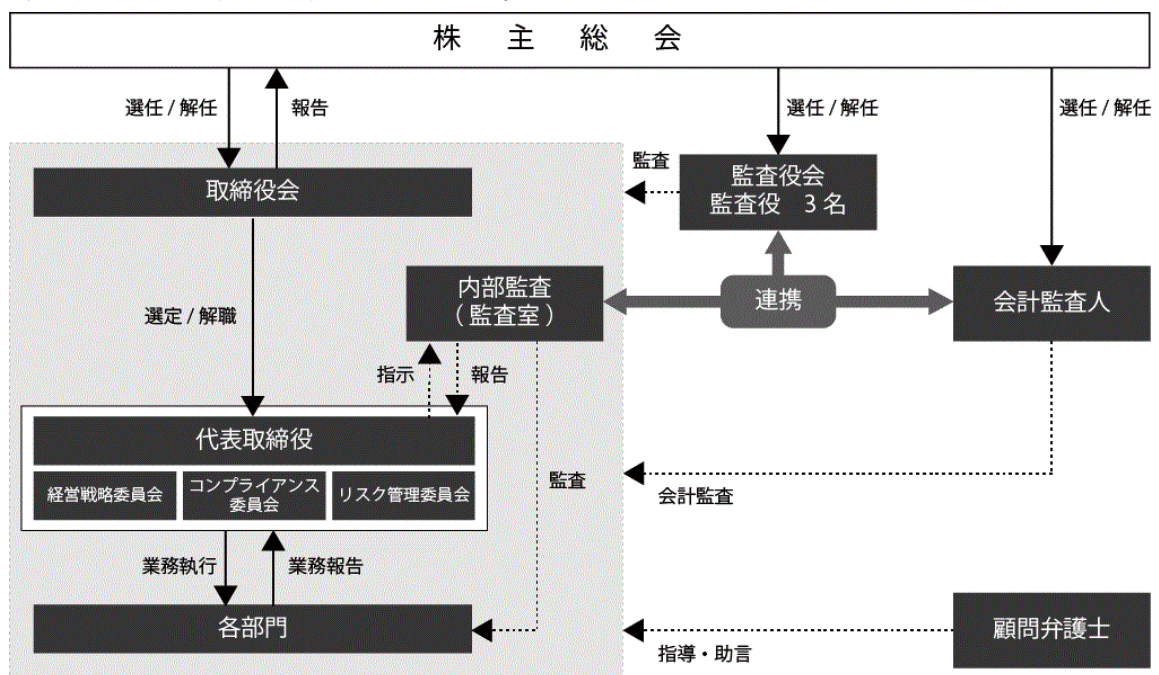 株主総会
選任 / 解任
報告
選任 / 解任
選任 / 解任
取締役会
監査
監査役会
監査役 3名
内部監査
（監査室）
連携
会計監査人
選定 / 解職
指示
報告
代表取締役
経営戦略委員会
コンプライアンス
委員会
リスク管理委員会
監査
会計監査
業務執行
業務報告
各部門
指導・助言
顧問弁護士